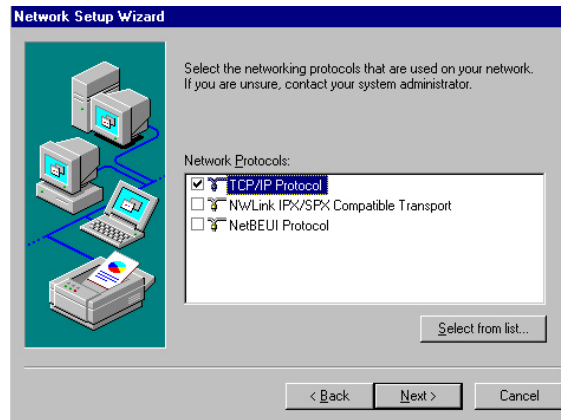 Network Setup Wizard
Select the networking protocols that are used on your network.
If you are unsure, contact your system administrator.
Network Protocols:
TCP/IP Protocol
NWLink IPX/SPX Compatible Transport
NetBEUI Protocol
Select from list...
< Back
Next >
Cancel